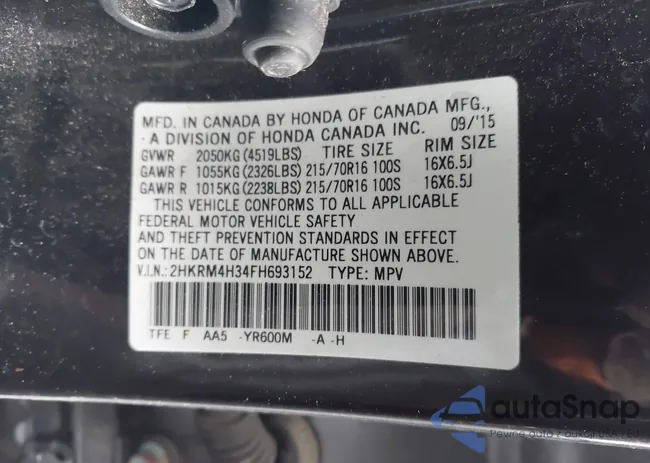 MFD. IN CANADA BY HONDA OF CANADA MFG.,
A DIVISION OF HONDA CANADA INC. 09/'15
GVWR 2050KG (4519LBS) TIRE SIZE RIM SIZE
GAWR F 1055KG (2326LBS) 215/70R16 100S 16X6.5J
GAWR R 1015KG (2238LBS) 215/70R16 100S 16X6.5J
THIS VEHICLE CONFORMS TO ALL APPLICABLE
FEDERAL MOTOR VEHICLE SAFETY
AND THEFT PREVENTION STANDARDS IN EFFECT
ON THE DATE OF MANUFACTURE SHOWN ABOVE.
V.I.N.: 2HKRM4H34FH693152 TYPE: MPV
TFE F AA5 -YR600M -A -H
autaSnap
Pewne auto